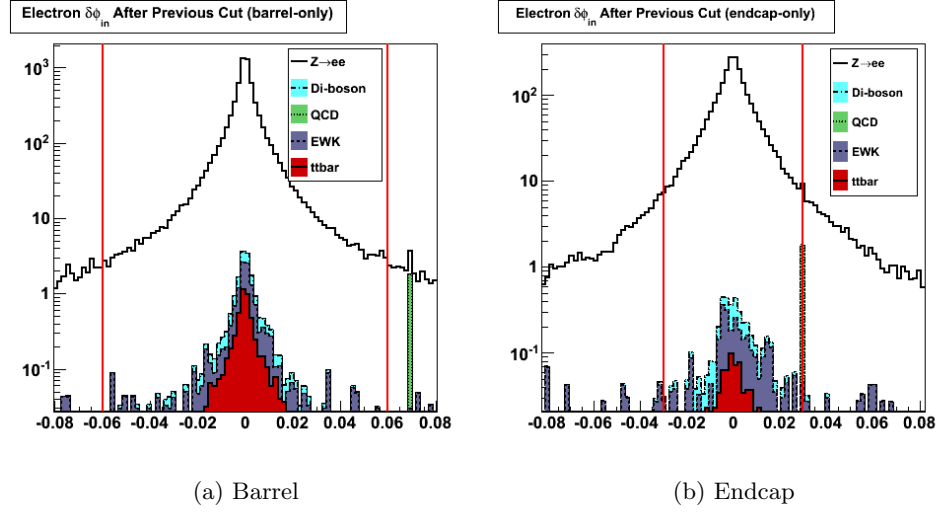 Electron δϕin After Previous Cut (barrel-only)
10³
10²
10
1
10⁻¹
Z→ee
Di-boson
QCD
EWK
ttbar
-0.08 -0.06 -0.04 -0.02 0 0.02 0.04 0.06 0.08
(a) Barrel
Electron δϕin After Previous Cut (endcap-only)
10²
10
1
10⁻¹
Z→ee
Di-boson
QCD
EWK
ttbar
-0.08 -0.06 -0.04 -0.02 0 0.02 0.04 0.06 0.08
(b) Endcap